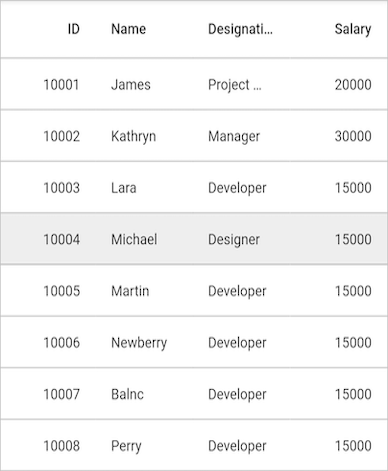 ID Name Designati... Salary
10001 James Project ... 20000
10002 Kathryn Manager 30000
10003 Lara Developer 15000
10004 Michael Designer 15000
10005 Martin Developer 15000
10006 Newberry Developer 15000
10007 Balnc Developer 15000
10008 Perry Developer 15000